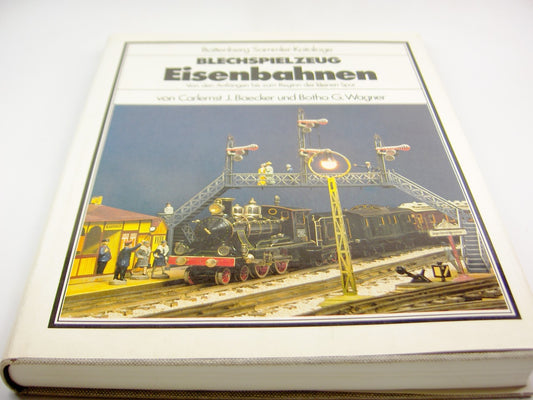 Battenberg Sammler-Kataloge
BLECHSPIELZEUG
Eisenbahnen
Von den Anfängen bis zum Beginn der kleinen Spur
von Carlernst J. Baecker und Botho G. Wagner